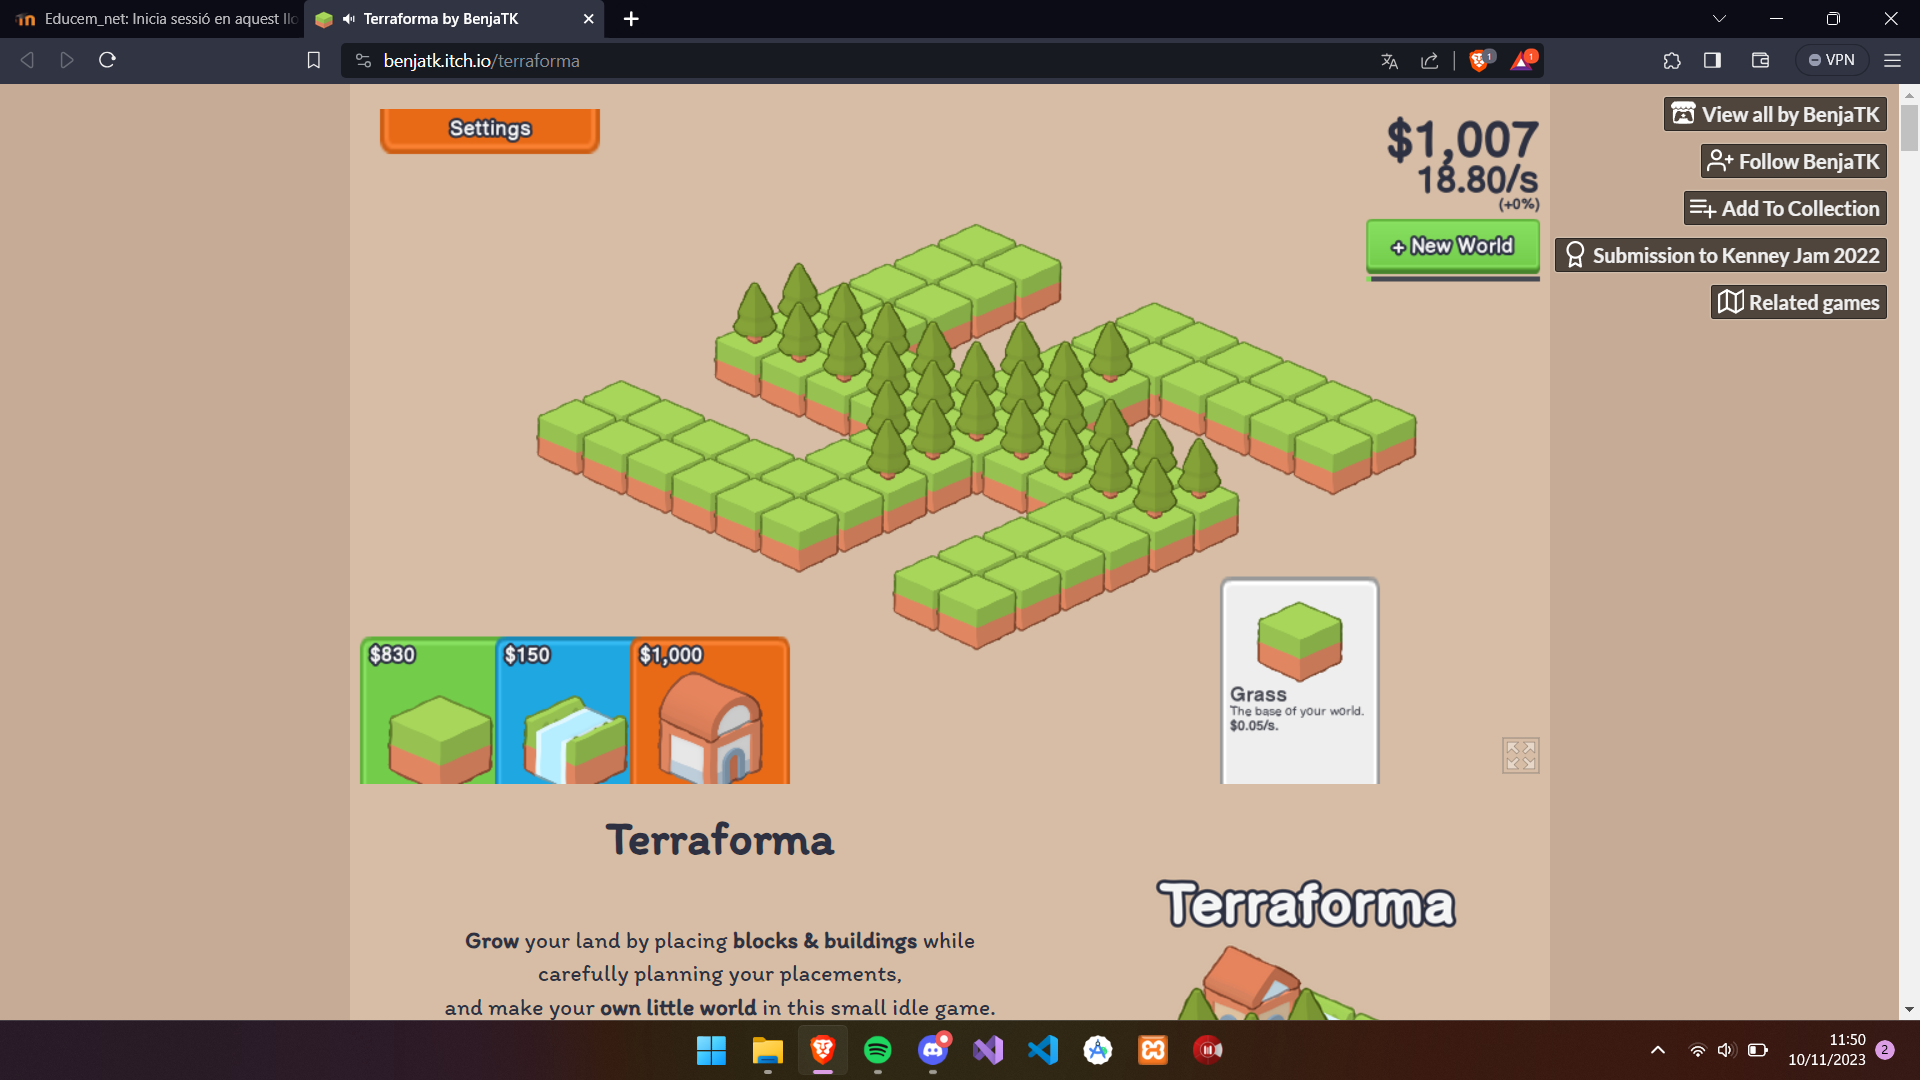 Educem_net: Inicia sessió en aquest llo
Terraforma by BenjaTK
benjatk.itch.io/terraforma
1
1
VPN
Settings
$1,007
18.80/s
(+0%)
+ New World
View all by BenjaTK
Follow BenjaTK
Add To Collection
Submission to Kenney Jam 2022
Related games
$830
$150
$1,000
Grass
The base of your world.
$0.05/s.
Terraforma
Terraforma
Grow your land by placing blocks & buildings while
carefully planning your placements,
and make your own little world in this small idle game.
11:50
10/11/2023
2